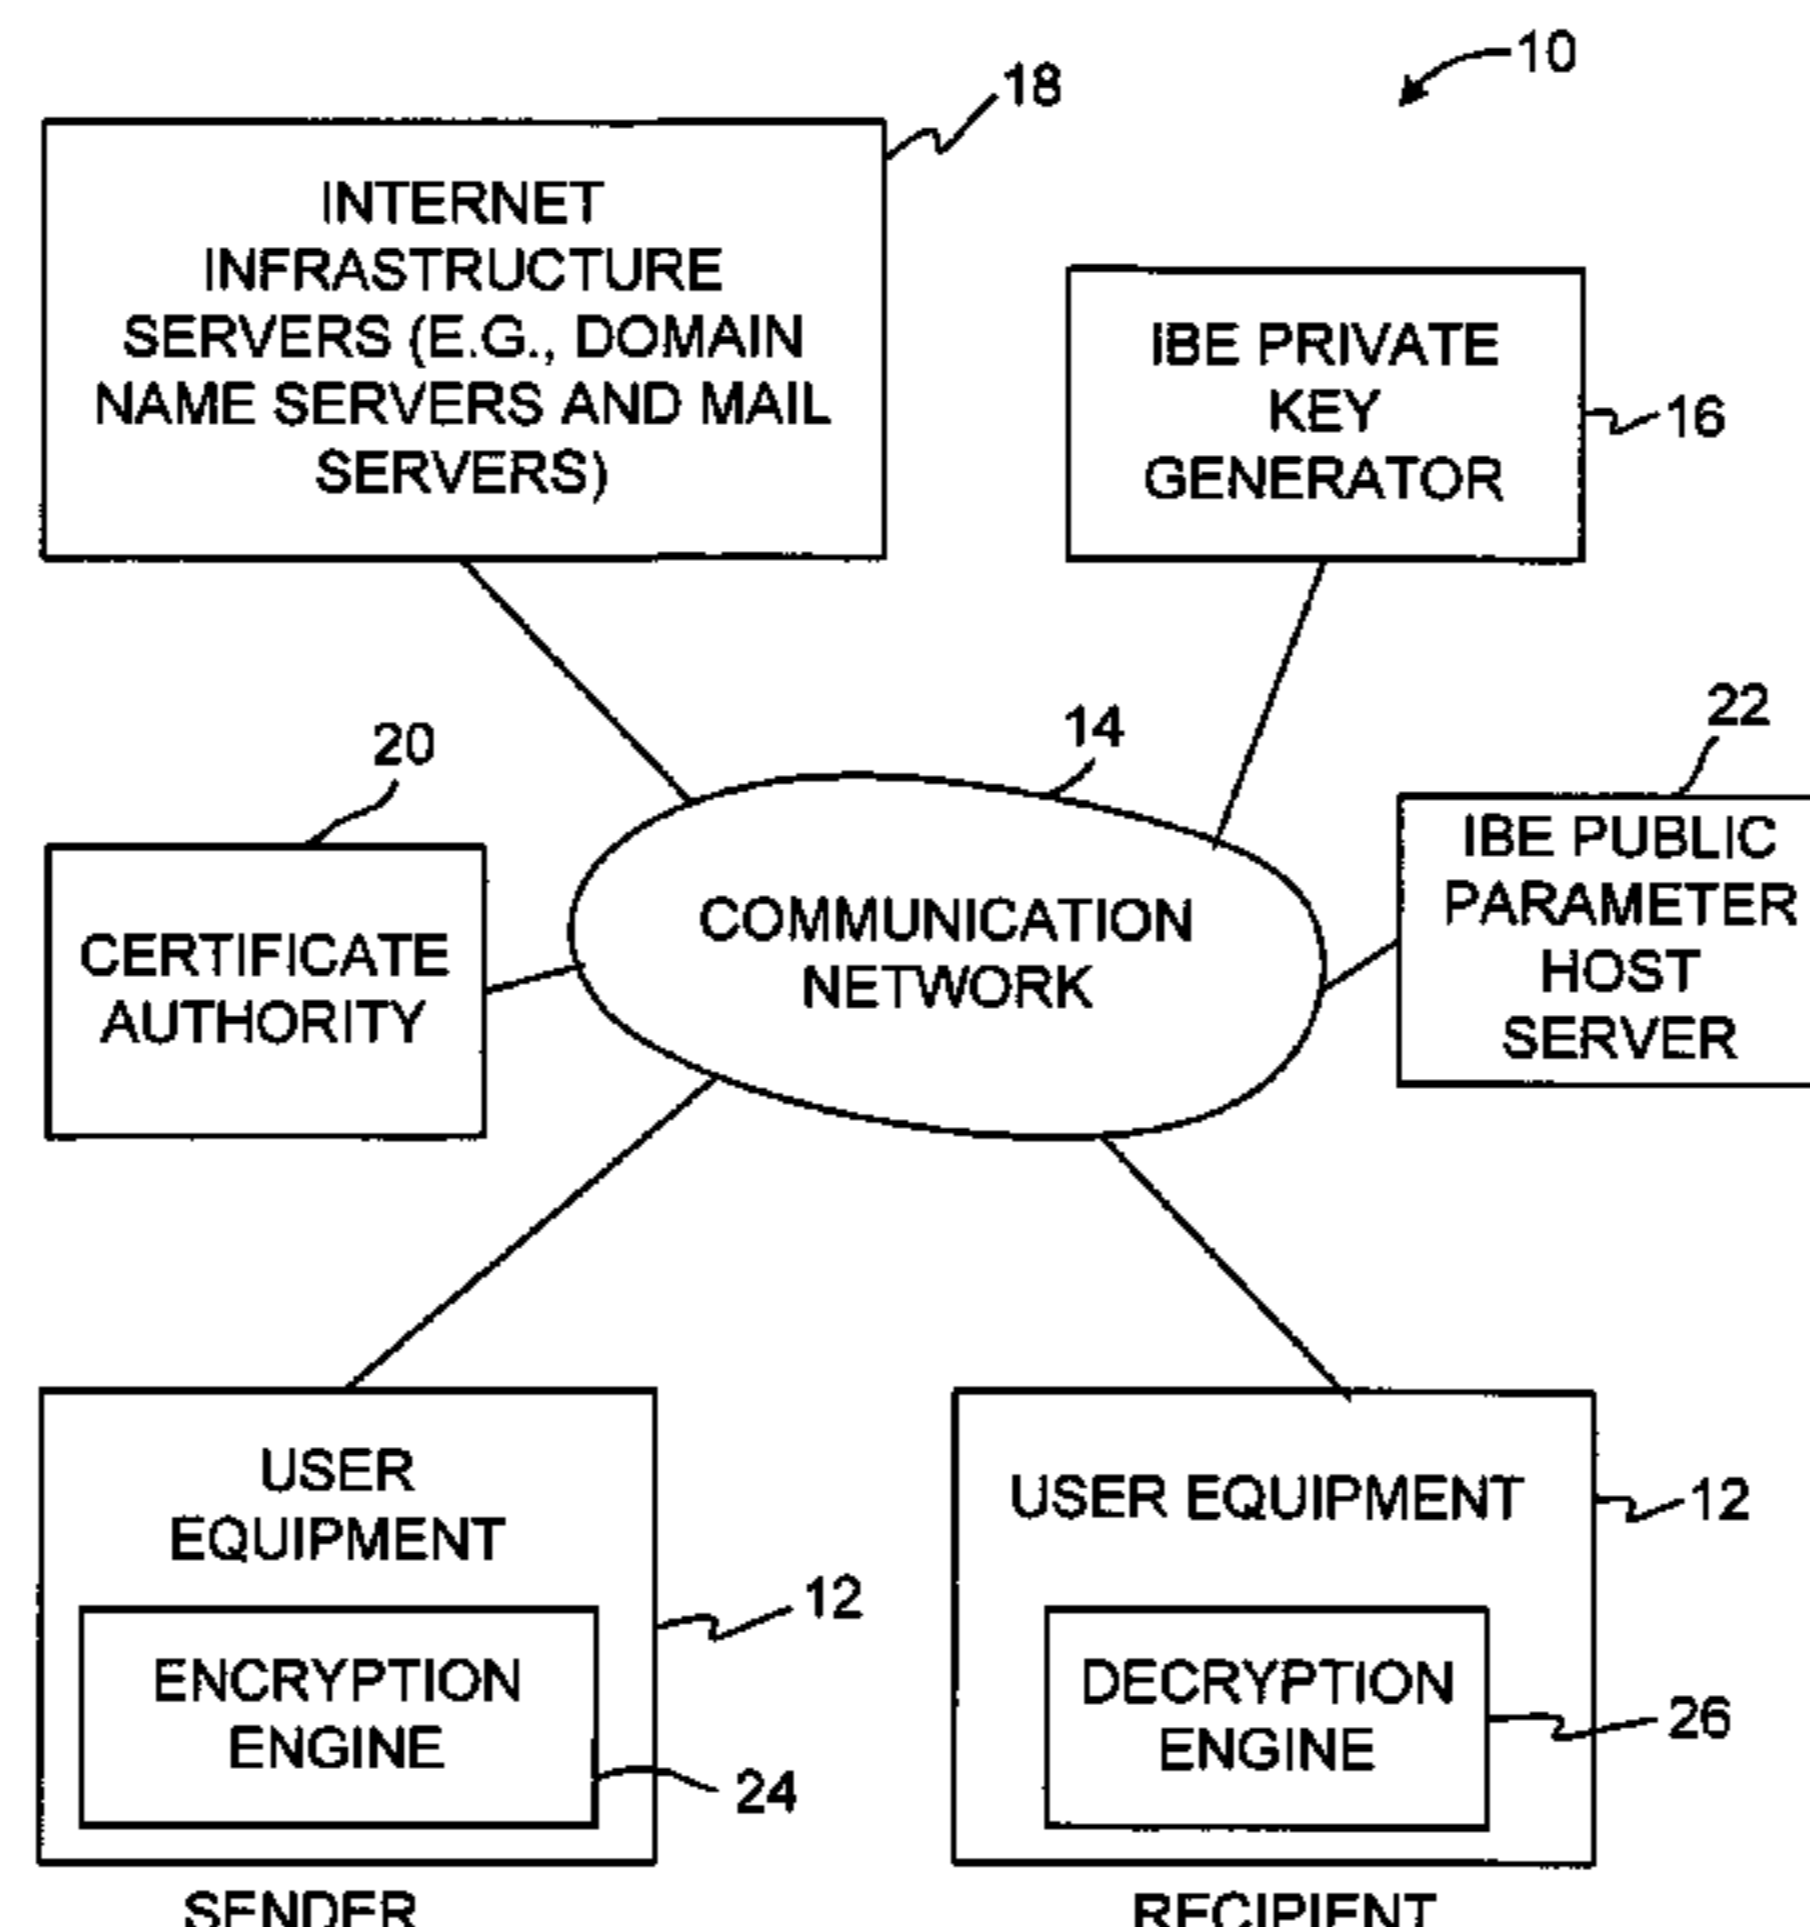 10
18
INTERNET
INFRASTRUCTURE
SERVERS (E.G., DOMAIN
NAME SERVERS AND MAIL
SERVERS)
IBE PRIVATE
KEY
GENERATOR
16
20
14
22
CERTIFICATE
AUTHORITY
COMMUNICATION
NETWORK
IBE PUBLIC
PARAMETER
HOST
SERVER
USER
EQUIPMENT
12
ENCRYPTION
ENGINE
24
SENDER
USER EQUIPMENT
12
DECRYPTION
ENGINE
26
RECIPIENT